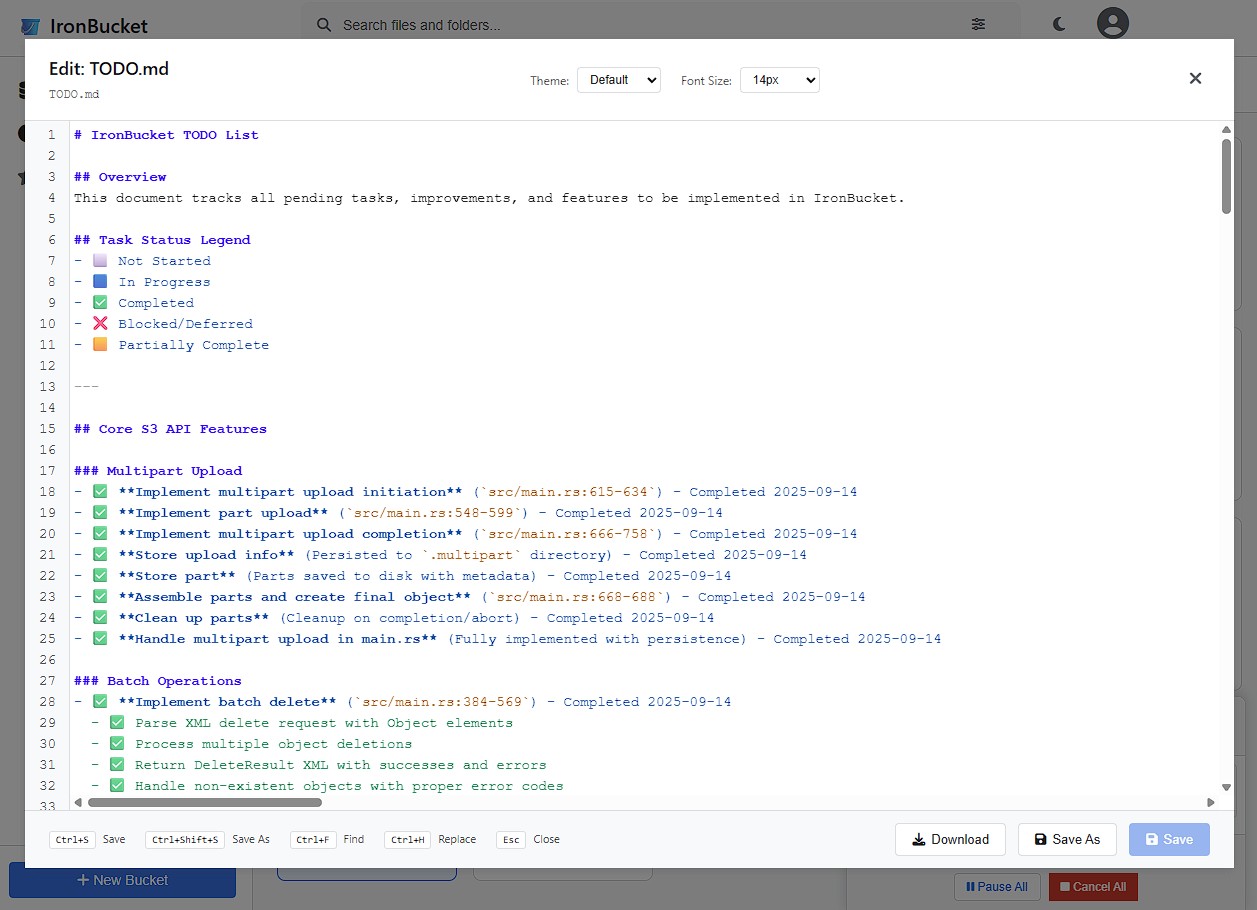 IronBucket
Search files and folders...
Edit: TODO.md
TODO.md
Theme: Default
Font Size: 14px
1 # IronBucket TODO List
2
3 ## Overview
4 This document tracks all pending tasks, improvements, and features to be implemented in IronBucket.
5
6 ## Task Status Legend
7 - Not Started
8 - In Progress
9 - ✅ Completed
10 - ❌ Blocked/Deferred
11 - Partially Complete
12
13 ---
14
15 ## Core S3 API Features
16
17 ### Multipart Upload
18 - ✅ **Implement multipart upload initiation** (`src/main.rs:615-634`) - Completed 2025-09-14
19 - ✅ **Implement part upload** (`src/main.rs:548-599`) - Completed 2025-09-14
20 - ✅ **Implement multipart upload completion** (`src/main.rs:666-758`) - Completed 2025-09-14
21 - ✅ **Store upload info** (Persisted to `.multipart` directory) - Completed 2025-09-14
22 - ✅ **Store part** (Parts saved to disk with metadata) - Completed 2025-09-14
23 - ✅ **Assemble parts and create final object** (`src/main.rs:668-688`) - Completed 2025-09-14
24 - ✅ **Clean up parts** (Cleanup on completion/abort) - Completed 2025-09-14
25 - ✅ **Handle multipart upload in main.rs** (Fully implemented with persistence) - Completed 2025-09-14
26
27 ### Batch Operations
28 - ✅ **Implement batch delete** (`src/main.rs:384-569`) - Completed 2025-09-14
29 - ✅ Parse XML delete request with Object elements
30 - ✅ Process multiple object deletions
31 - ✅ Return DeleteResult XML with successes and errors
32 - ✅ Handle non-existent objects with proper error codes
33
Ctrl+S Save Ctrl+Shift+S Save As Ctrl+F Find Ctrl+H Replace Esc Close
Download Save As Save
+ New Bucket
Pause All Cancel All